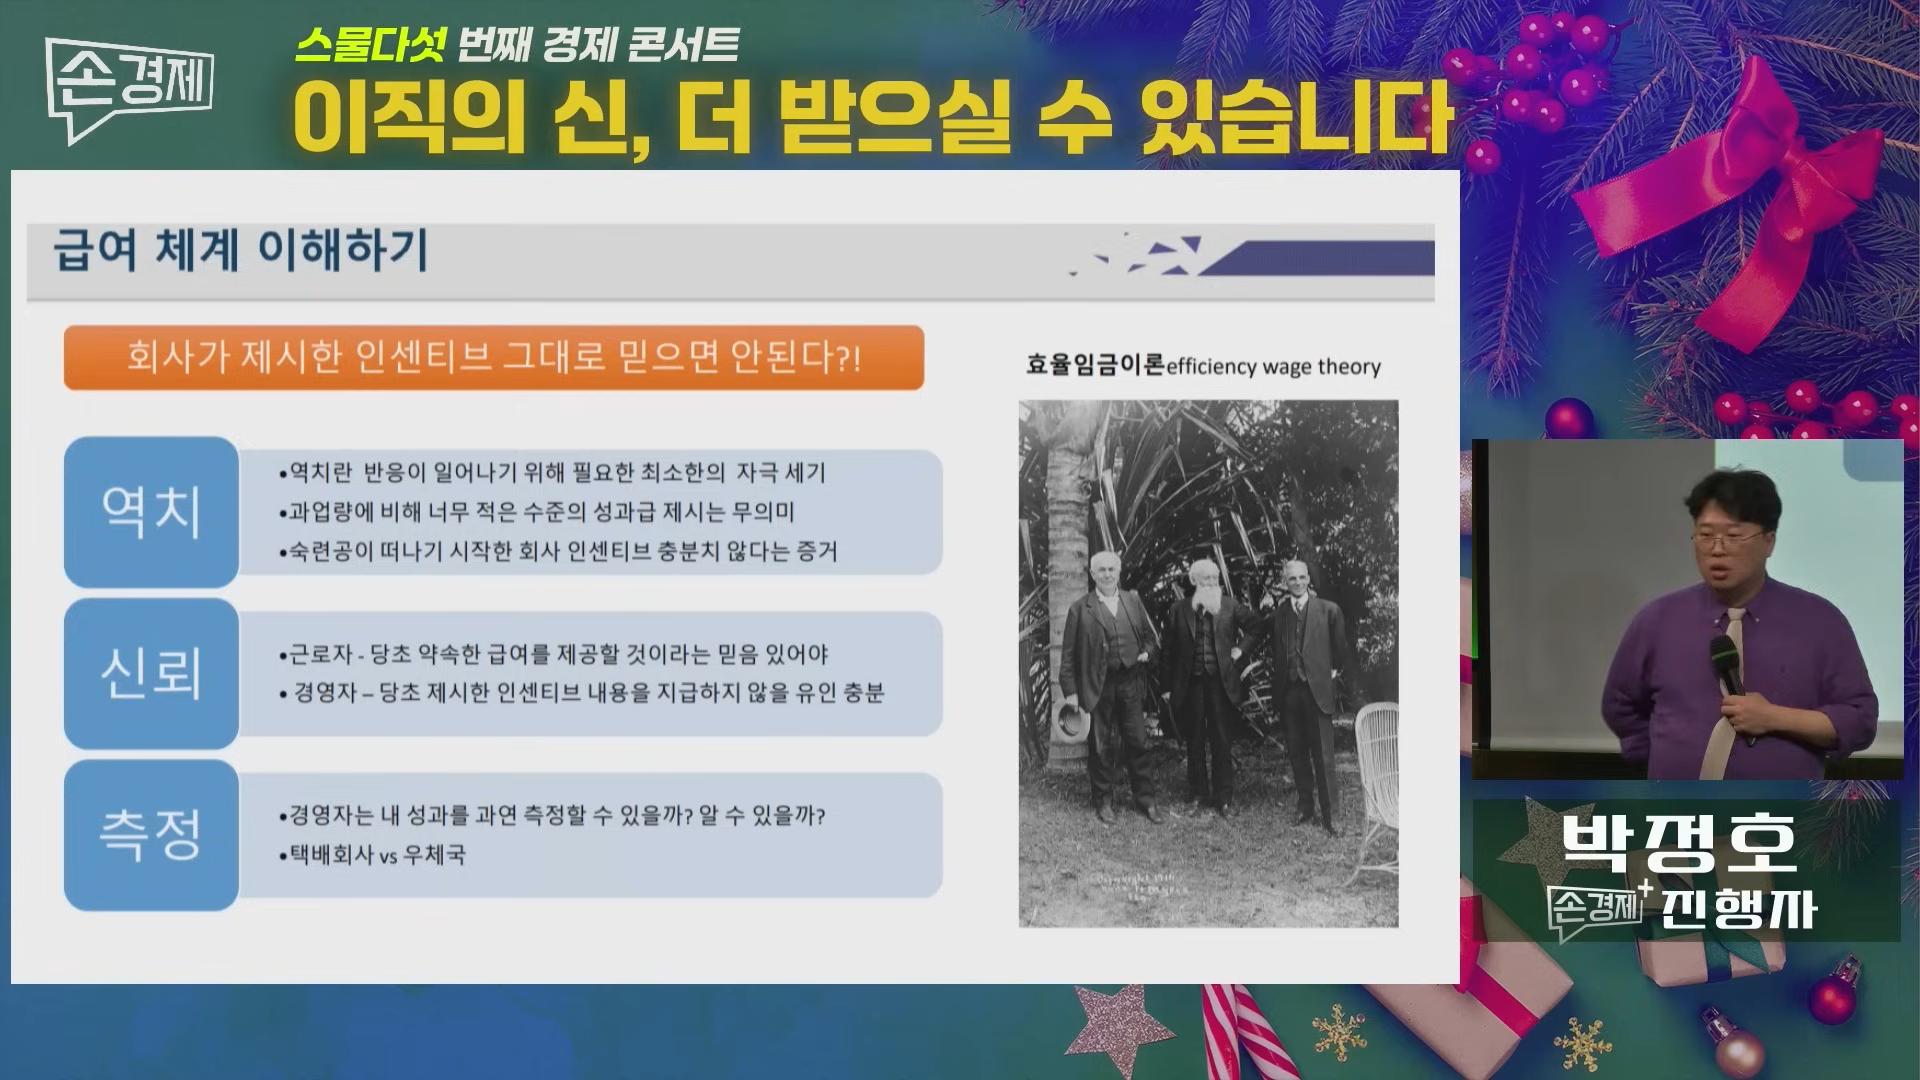 손경제
스물다섯 번째 경제 콘서트
이직의 신, 더 받으실 수 있습니다
급여 체계 이해하기
회사가 제시한 인센티브 그대로 믿으면 안된다?!
역치
•역치란 반응이 일어나기 위해 필요한 최소한의 자극 세기
•과업량에 비해 너무 적은 수준의 성과급 제시는 무의미
•숙련공이 떠나기 시작한 회사 인센티브 충분치 않다는 증거
신뢰
•근로자 - 당초 약속한 급여를 제공할 것이라는 믿음 있어야
• 경영자 – 당초 제시한 인센티브 내용을 지급하지 않을 유인 충분
측정
•경영자는 내 성과를 과연 측정할 수 있을까? 알 수 있을까?
•택배회사 vs 우체국
효율임금이론efficiency wage theory
박정호
손경제+ 진행자